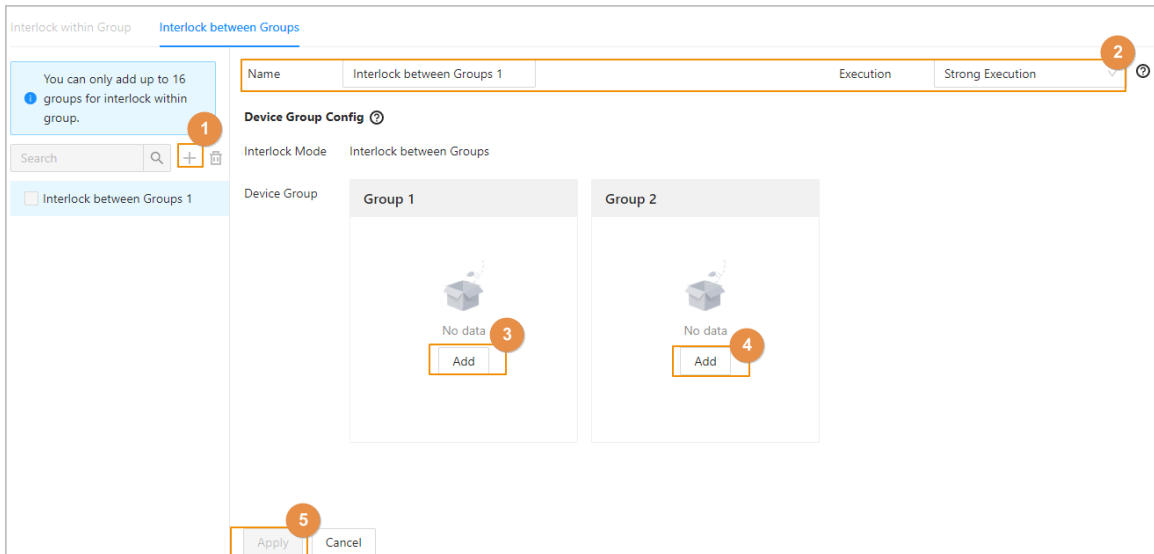 Interlock within Group
Interlock between Groups
You can only add up to 16
groups for interlock within
group.
1
Search
Interlock between Groups 1
2
Name
Interlock between Groups 1
Execution
Strong Execution
Device Group Config
Interlock Mode
Interlock between Groups
Device Group
Group 1
Group 2
No data
3
Add
No data
4
Add
5
Apply
Cancel